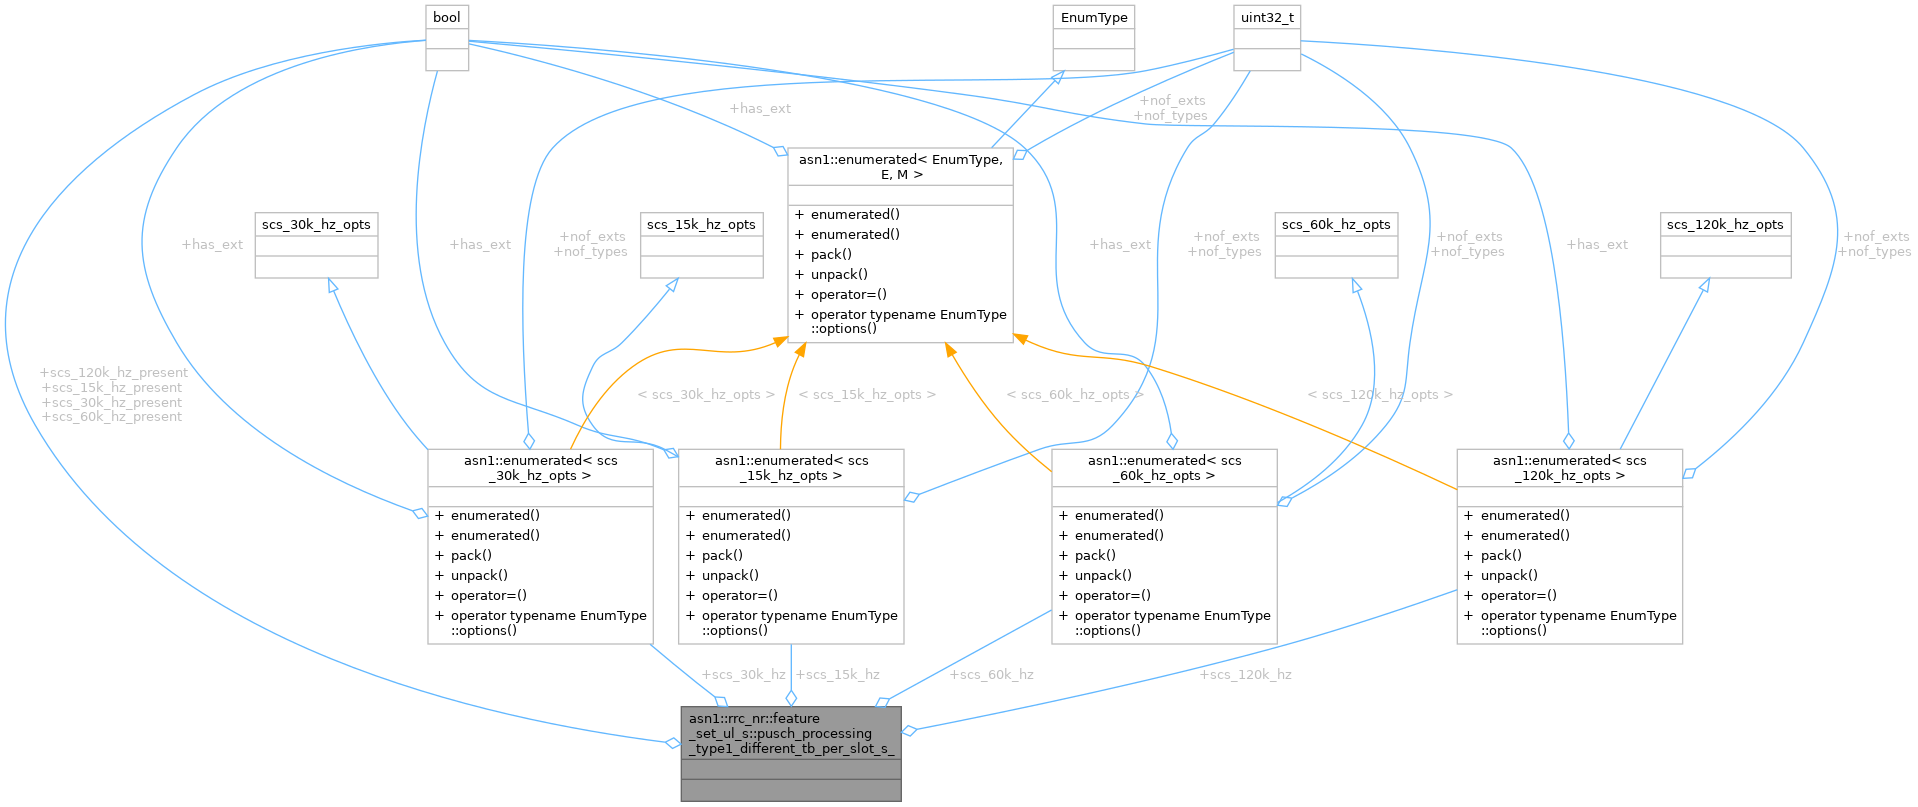 bool
EnumType
uint32_t
+has_ext
+nof_exts
+nof_types
asn1::enumerated< EnumType,
E, M >
+ enumerated()
+ enumerated()
+ pack()
+ unpack()
+ operator=()
+ operator typename EnumType
::options()
scs_30k_hz_opts
scs_15k_hz_opts
scs_60k_hz_opts
scs_120k_hz_opts
+has_ext
+has_ext
+nof_exts
+nof_types
+has_ext
+nof_exts
+nof_types
+nof_exts
+nof_types
+has_ext
+nof_exts
+nof_types
+scs_120k_hz_present
+scs_15k_hz_present
+scs_30k_hz_present
+scs_60k_hz_present
< scs_30k_hz_opts >
< scs_15k_hz_opts >
< scs_60k_hz_opts >
< scs_120k_hz_opts >
asn1::enumerated< scs
_30k_hz_opts >
+ enumerated()
+ enumerated()
+ pack()
+ unpack()
+ operator=()
+ operator typename EnumType
::options()
asn1::enumerated< scs
_15k_hz_opts >
+ enumerated()
+ enumerated()
+ pack()
+ unpack()
+ operator=()
+ operator typename EnumType
::options()
asn1::enumerated< scs
_60k_hz_opts >
+ enumerated()
+ enumerated()
+ pack()
+ unpack()
+ operator=()
+ operator typename EnumType
::options()
asn1::enumerated< scs
_120k_hz_opts >
+ enumerated()
+ enumerated()
+ pack()
+ unpack()
+ operator=()
+ operator typename EnumType
::options()
+scs_30k_hz
+scs_15k_hz
+scs_60k_hz
+scs_120k_hz
asn1::rrc_nr::feature
_set_ul_s::pusch_processing
_type1_different_tb_per_slot_s_